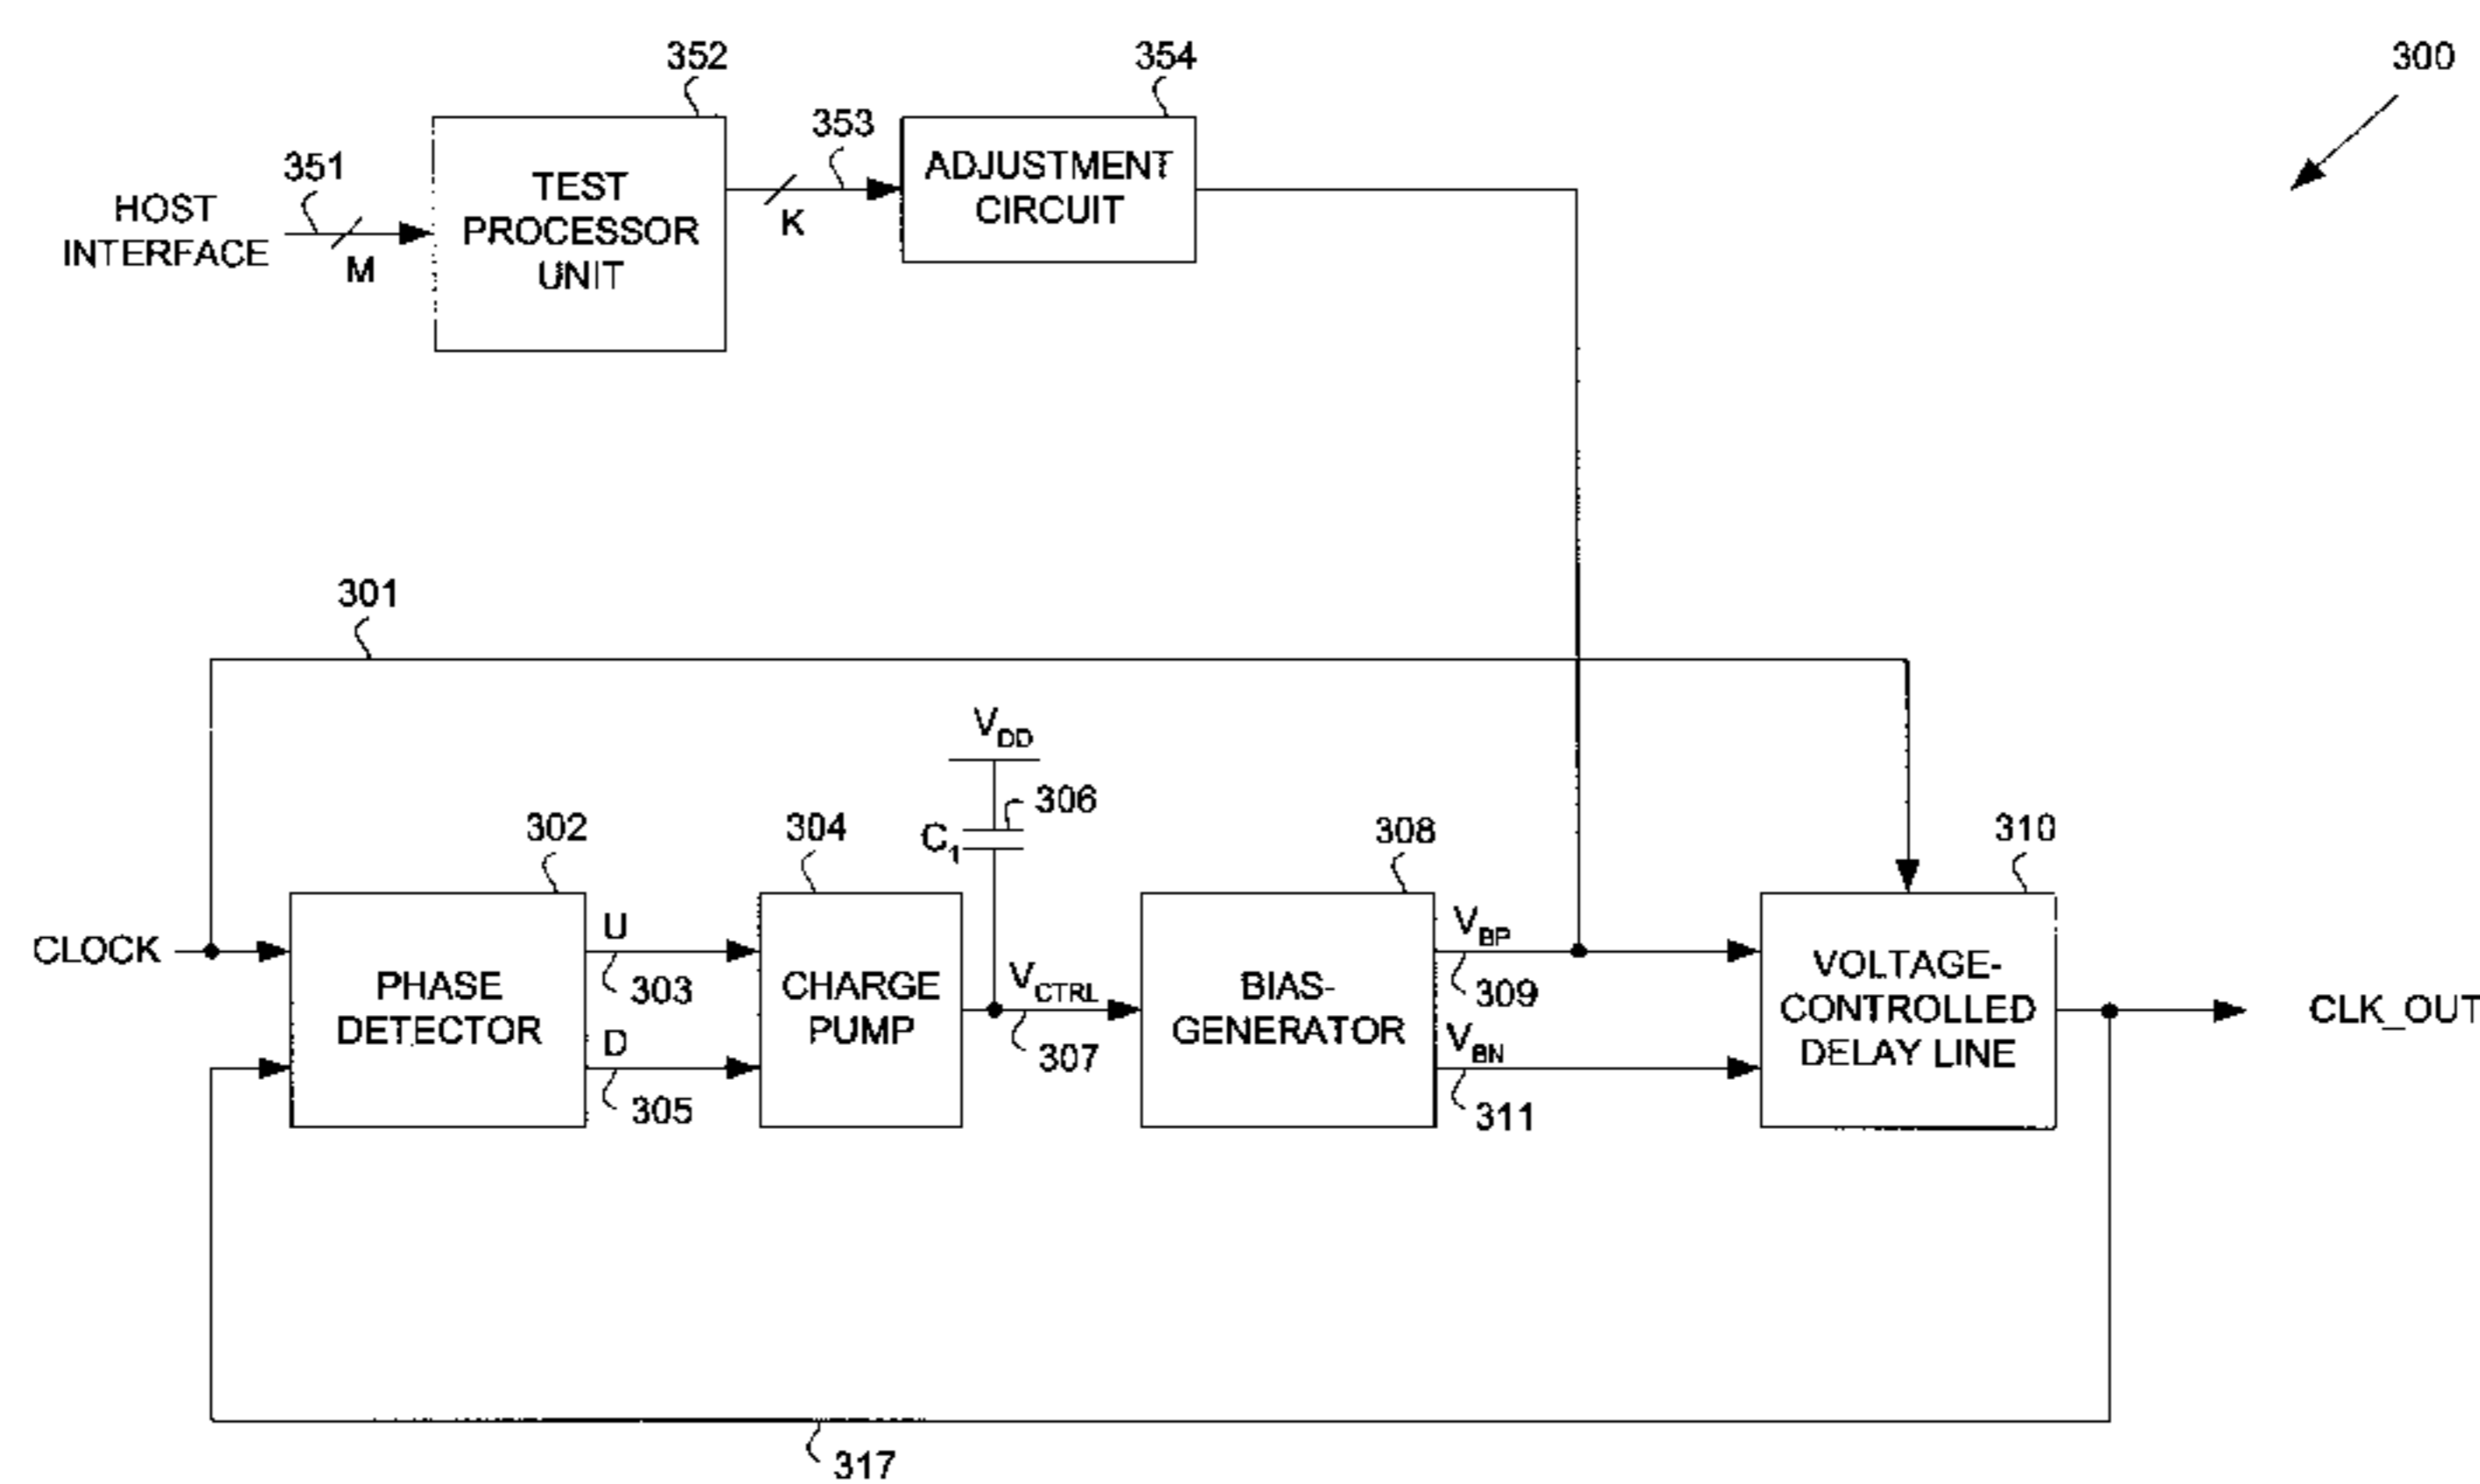 352
354
300
353
351
ADJUSTMENT
CIRCUIT
HOST
INTERFACE
M
TEST
PROCESSOR
UNIT
K
301
VDD
306
C1
302
304
308
310
CLOCK
U
303
D
305
PHASE
DETECTOR
CHARGE
PUMP
VCTRL
307
BIAS-
GENERATOR
VBP
309
VBN
311
VOLTAGE-
CONTROLLED
DELAY LINE
CLK_OUT
317